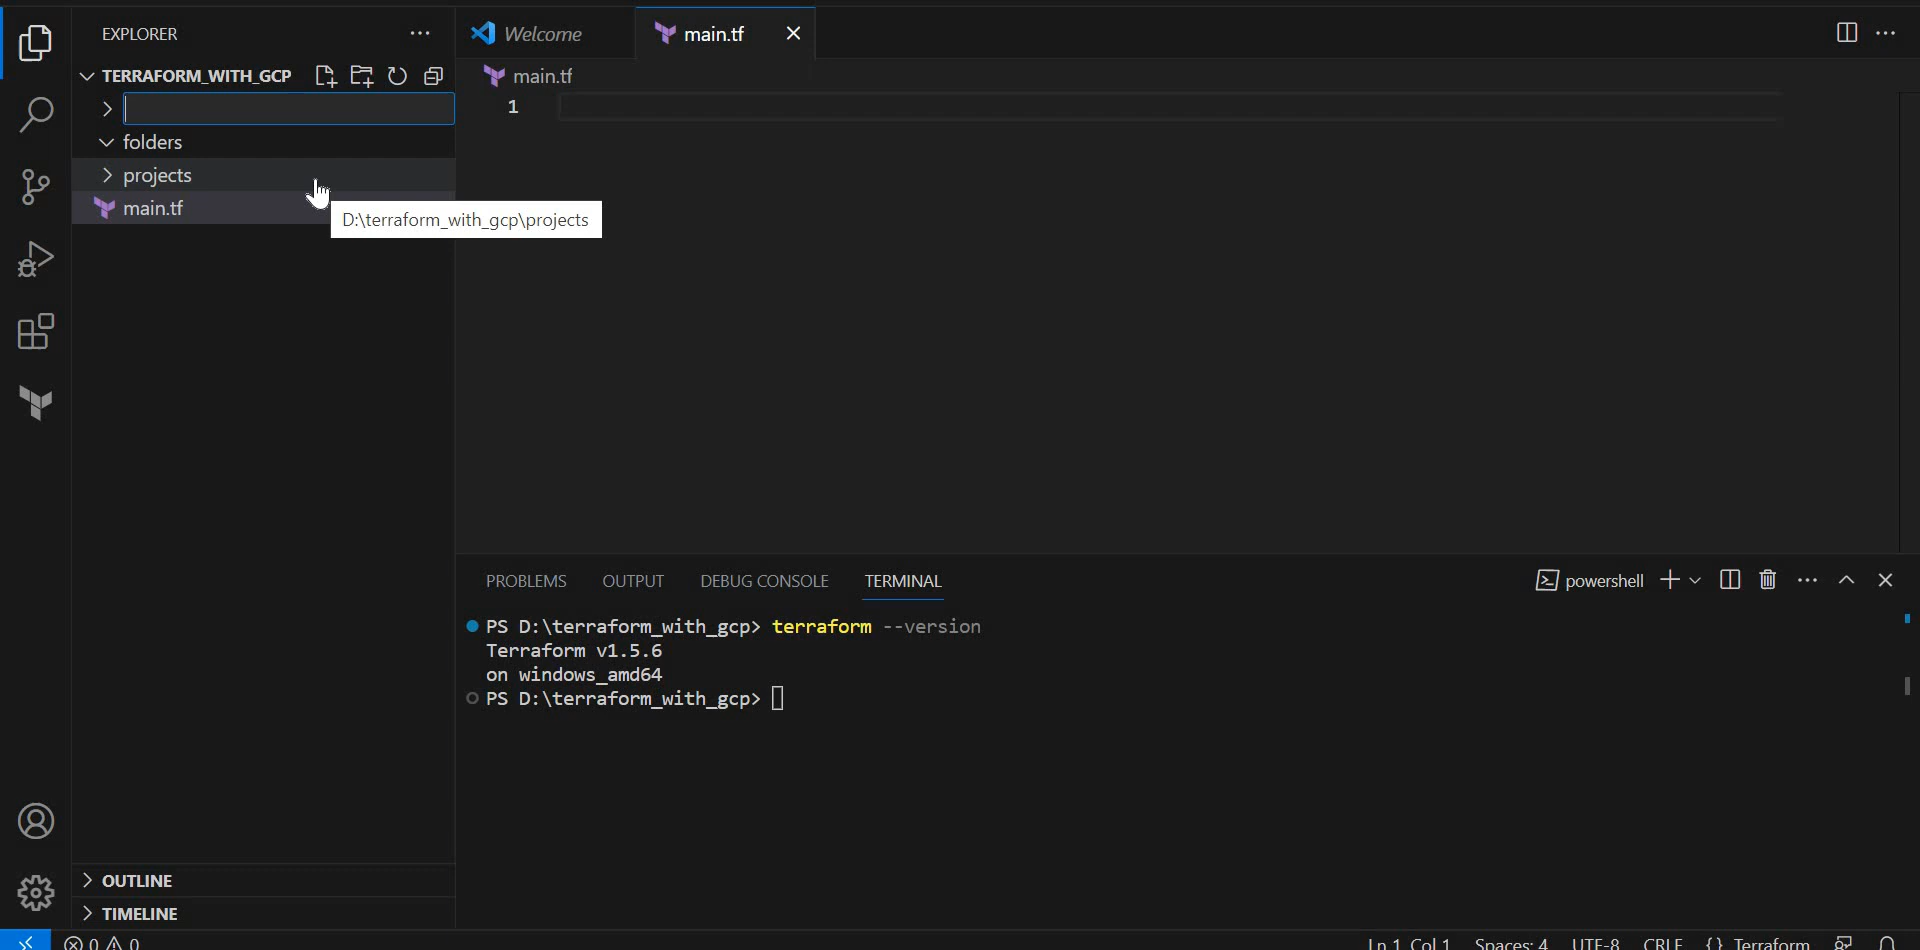 EXPLORER
Welcome
main.tf
TERRAFORM_WITH_GCP
main.tf
1
folders
projects
main.tf
D:\terraform_with_gcp\projects
PROBLEMS
OUTPUT
DEBUG CONSOLE
TERMINAL
powershell
PS D:\terraform_with_gcp> terraform --version
Terraform v1.5.6
on windows_amd64
PS D:\terraform_with_gcp>
OUTLINE
TIMELINE
0 0
Ln 1, Col 1
Spaces: 4
UTF-8
CRLF
{} Terraform